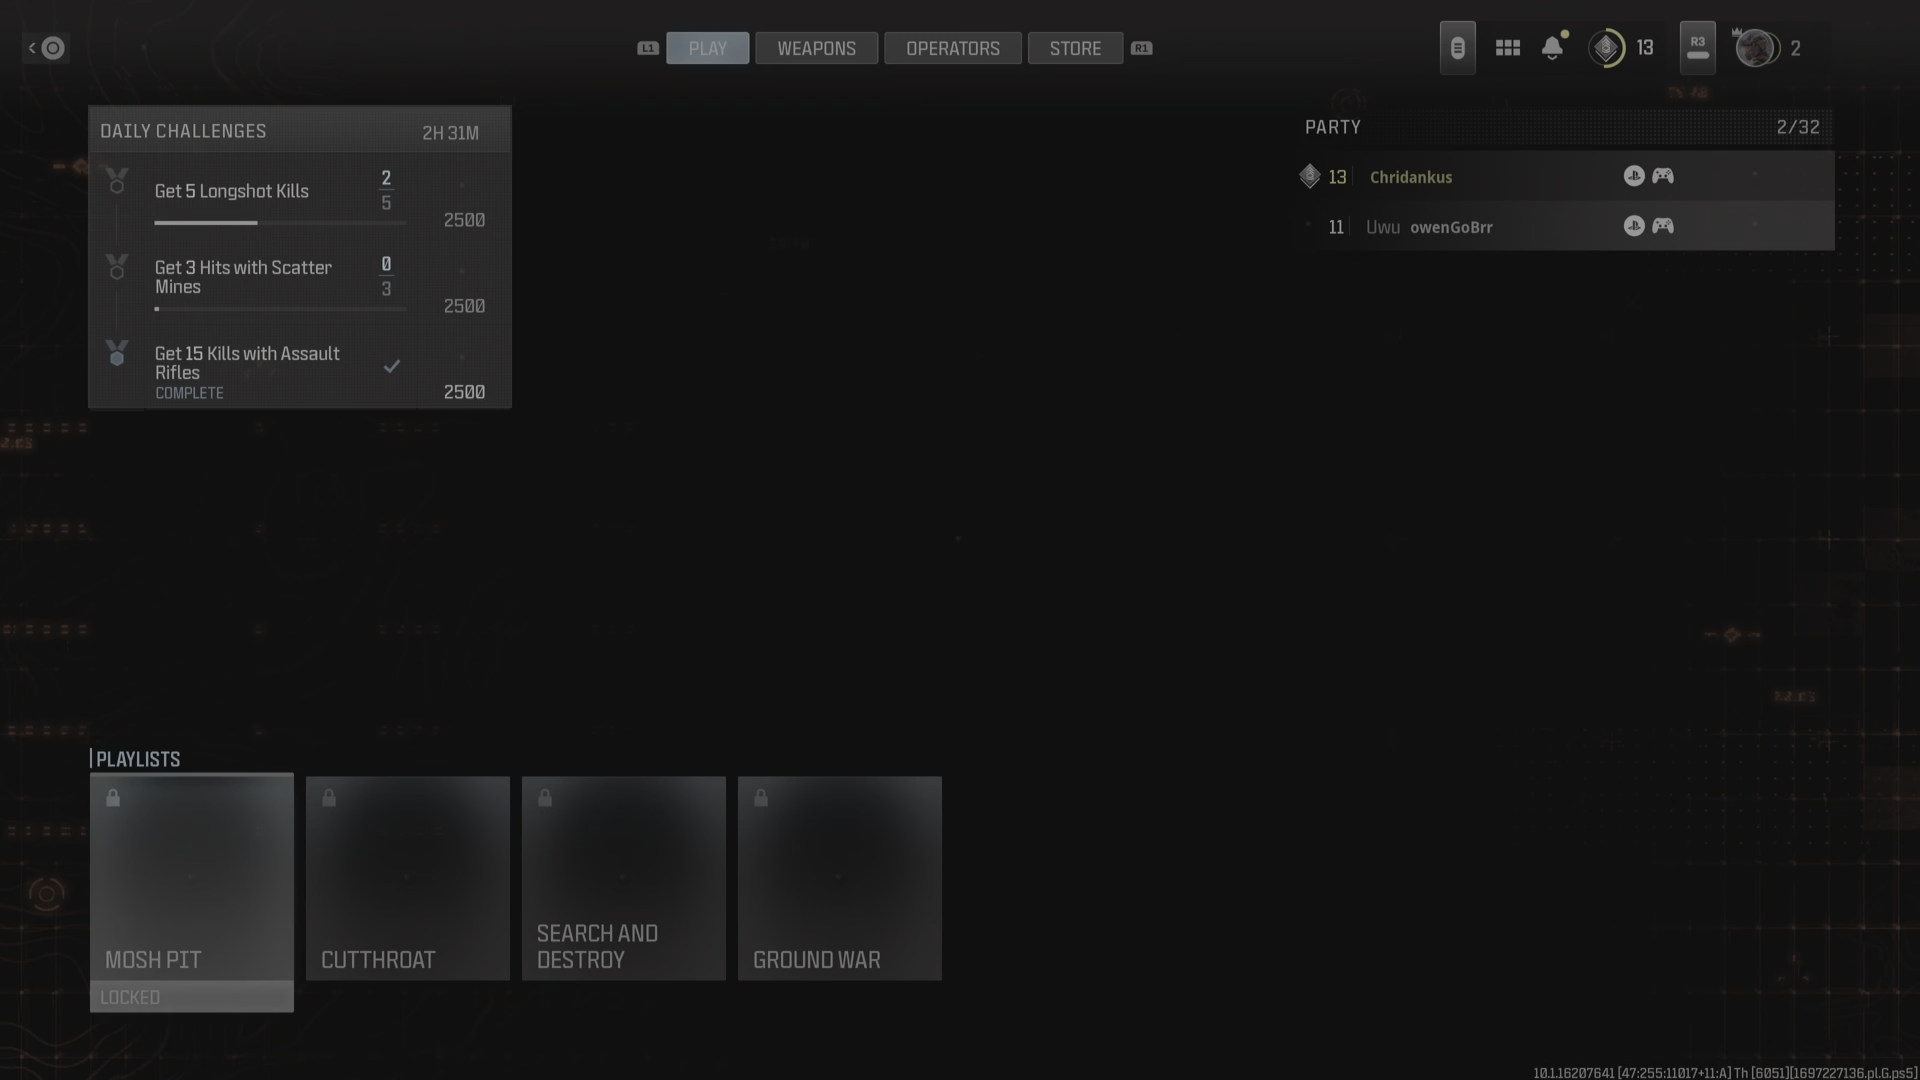 L1
PLAY
WEAPONS
OPERATORS
STORE
R1
13
R3
2
DAILY CHALLENGES
2H 31M
Get 5 Longshot Kills
2
5
2500
Get 3 Hits with Scatter
Mines
0
3
2500
Get 15 Kills with Assault
Rifles
COMPLETE
2500
PARTY
2/32
13 Chridankus
11 Uwu owenGoBrr
PLAYLISTS
MOSH PIT
LOCKED
CUTTHROAT
SEARCH AND
DESTROY
GROUND WAR
10.1.16207641 [47:255:11017+11:A] Th [6051][1697227136.pl.G.ps5]